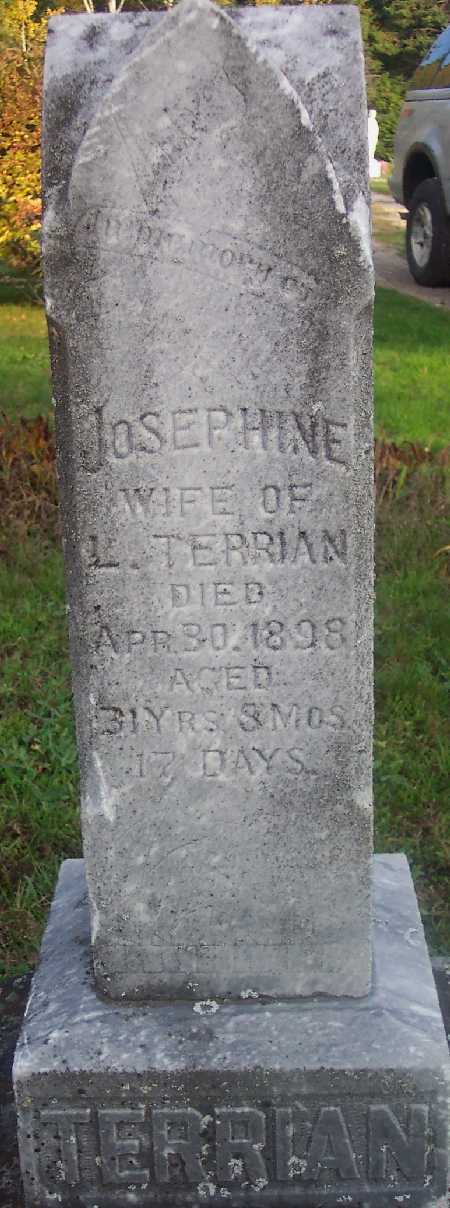 JOSEPHINE
WIFE OF
L. TERRIAN
DIED
APR. 30. 1898
AGED
31 YRS. 8 MOS.
17 DAYS.
TERRIAN